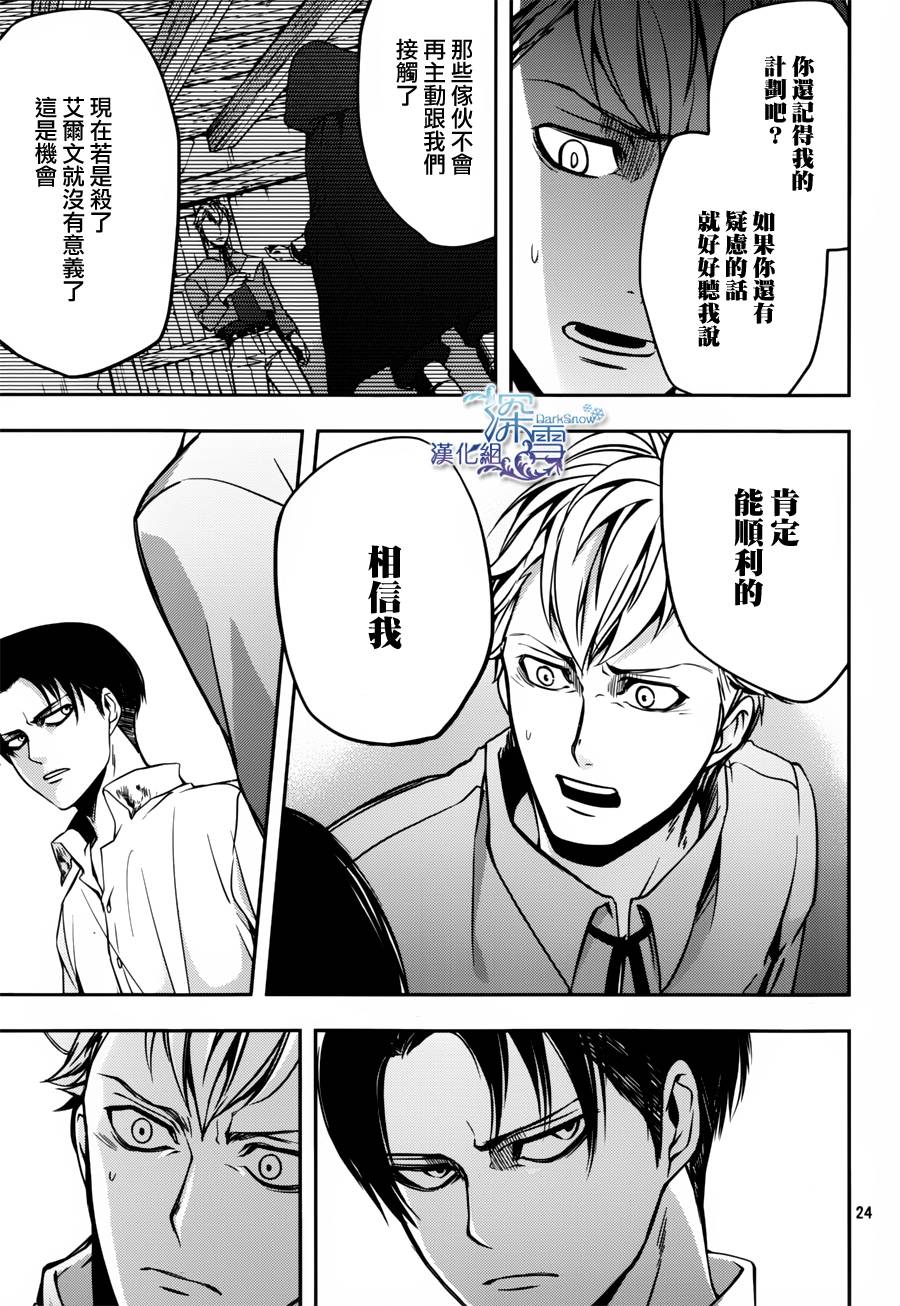 你還記得我的
計劃吧？
如果你還有
疑慮的話
就好好聽我說
那些傢伙不會
再主動跟我們
接觸了
現在若是殺了
艾爾文就沒有意義了
這是機會
深雪
DarkSnow
漢化組
肯定
能順利的
相信我
24